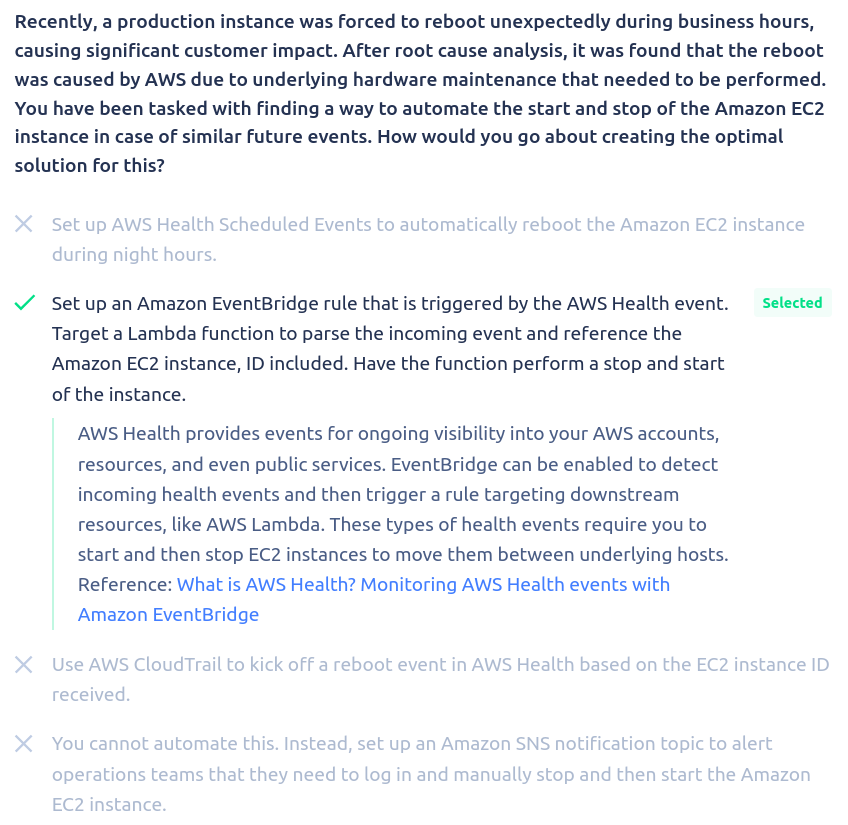 Recently, a production instance was forced to reboot unexpectedly during business hours,
causing significant customer impact. After root cause analysis, it was found that the reboot
was caused by AWS due to underlying hardware maintenance that needed to be performed.
You have been tasked with finding a way to automate the start and stop of the Amazon EC2
instance in case of similar future events. How would you go about creating the optimal
solution for this?
Set up AWS Health Scheduled Events to automatically reboot the Amazon EC2 instance
during night hours.
Set up an Amazon EventBridge rule that is triggered by the AWS Health event.
Selected
Target a Lambda function to parse the incoming event and reference the
Amazon EC2 instance, ID included. Have the function perform a stop and start
of the instance.
AWS Health provides events for ongoing visibility into your AWS accounts,
resources, and even public services. EventBridge can be enabled to detect
incoming health events and then trigger a rule targeting downstream
resources, like AWS Lambda. These types of health events require you to
start and then stop EC2 instances to move them between underlying hosts.
Reference: What is AWS Health? Monitoring AWS Health events with
Amazon EventBridge
Use AWS CloudTrail to kick off a reboot event in AWS Health based on the EC2 instance ID
received.
You cannot automate this. Instead, set up an Amazon SNS notification topic to alert
operations teams that they need to log in and manually stop and then start the Amazon
EC2 instance.